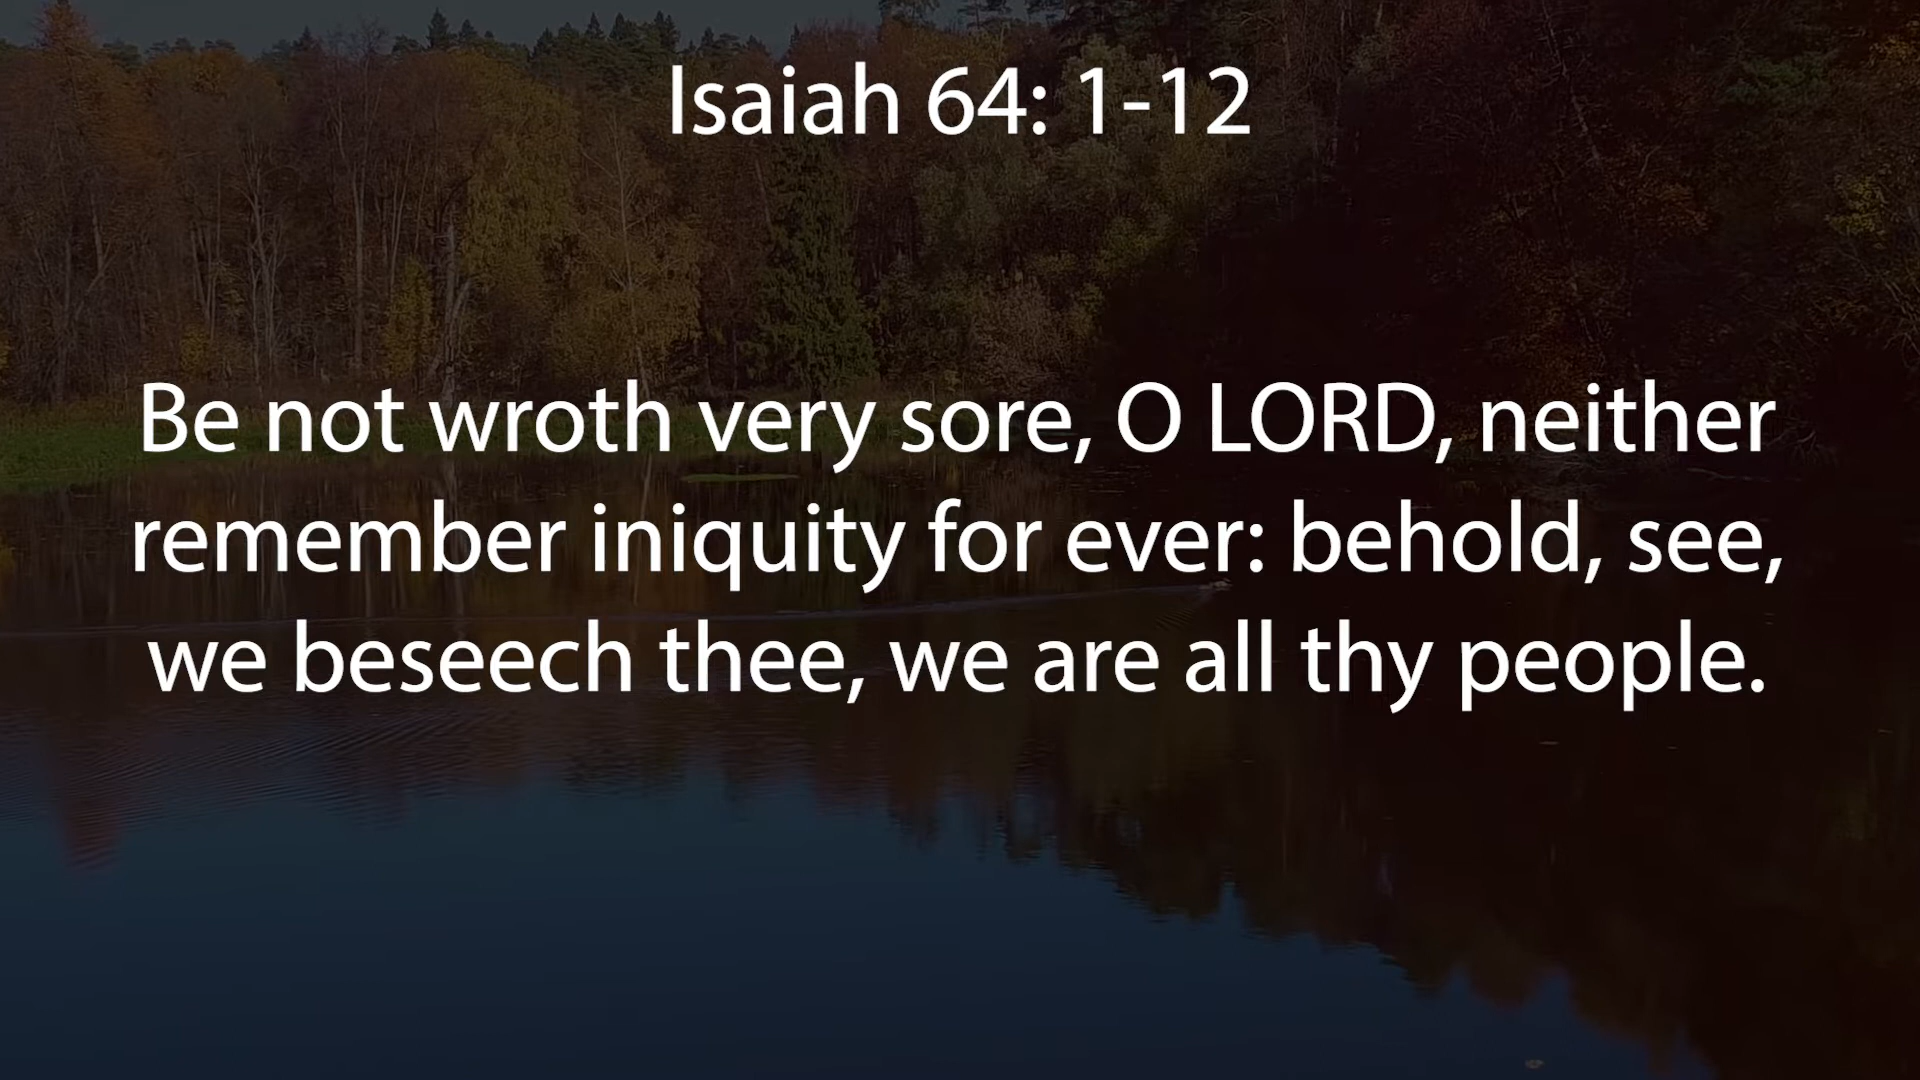 Isaiah 64: 1-12
Be not wroth very sore, O LORD, neither
remember iniquity for ever: behold, see,
we beseech thee, we are all thy people.